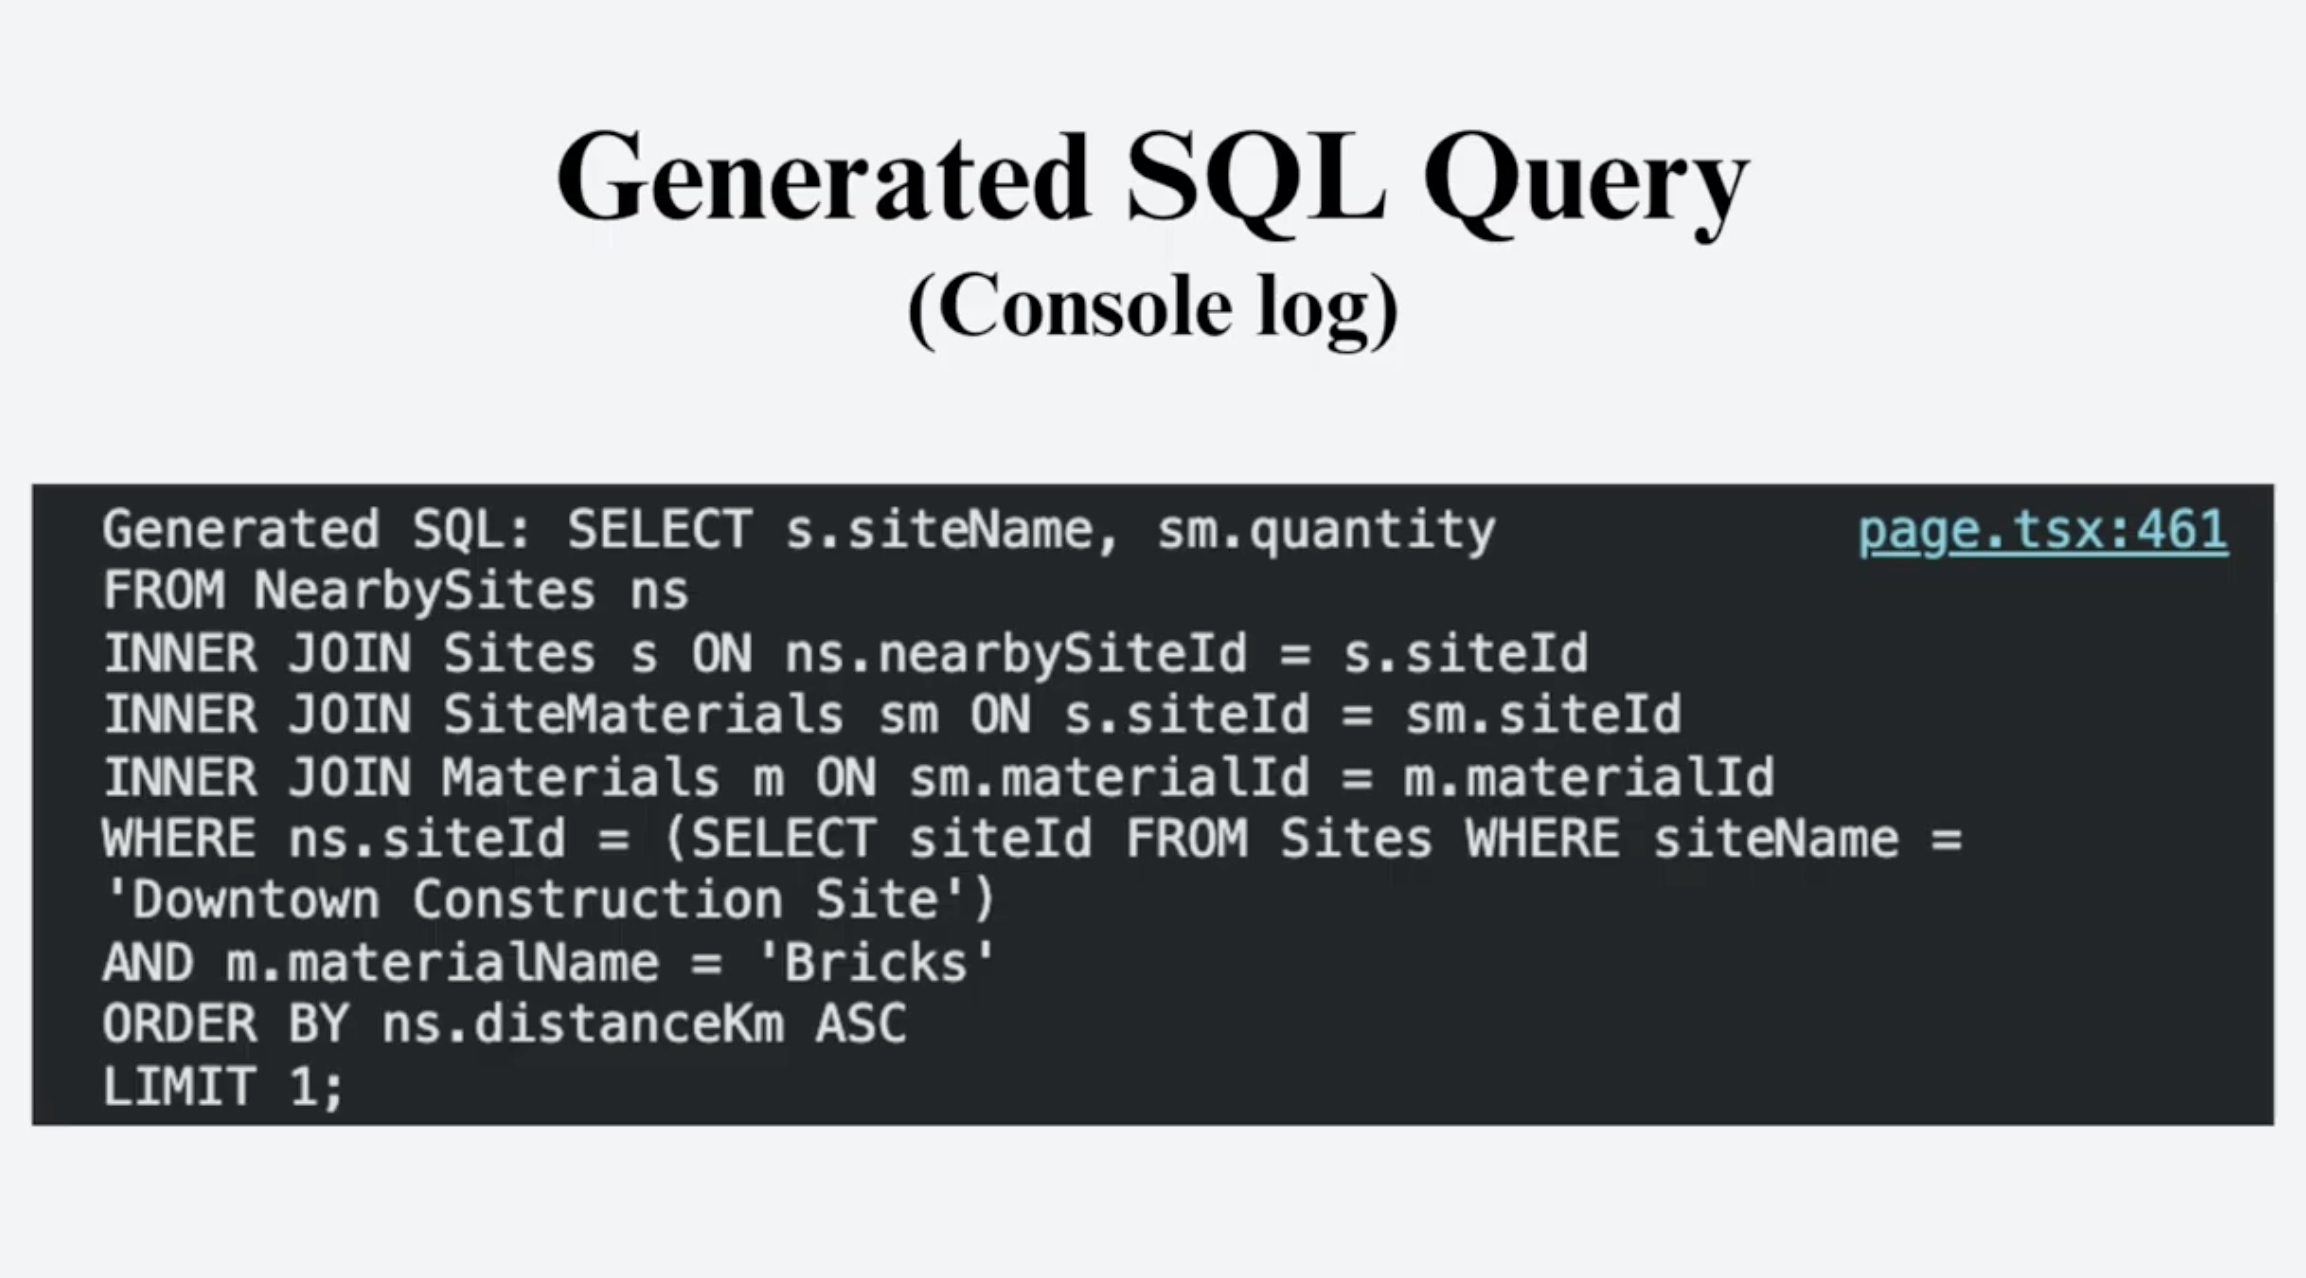 Generated SQL Query
(Console log)
Generated SQL: SELECT s.siteName, sm.quantity page.tsx:461
FROM NearbySites ns
INNER JOIN Sites s ON ns.nearbySiteId = s.siteId
INNER JOIN SiteMaterials sm ON s.siteId = sm.siteId
INNER JOIN Materials m ON sm.materialId = m.materialId
WHERE ns.siteId = (SELECT siteId FROM Sites WHERE siteName =
'Downtown Construction Site')
AND m.materialName = 'Bricks'
ORDER BY ns.distanceKm ASC
LIMIT 1;